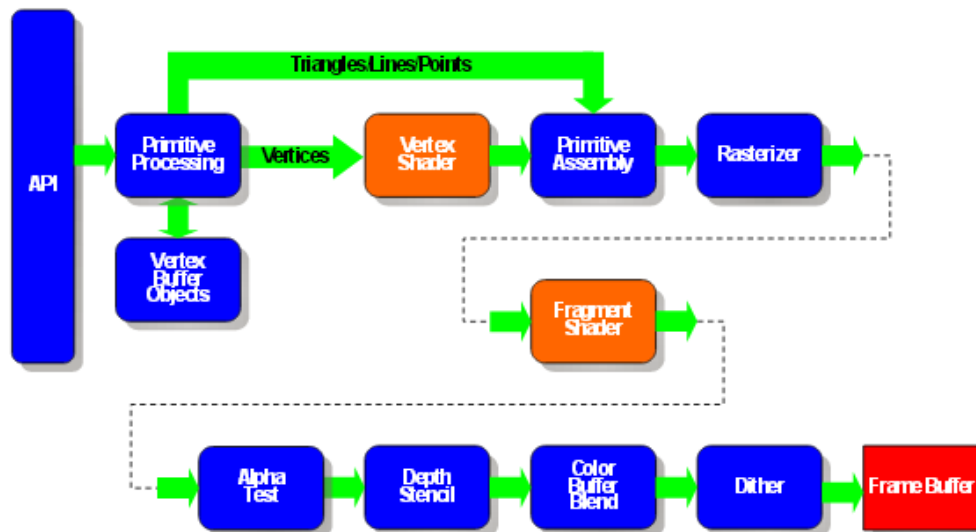 Triangles/Lines/Points
API
Primitive
Processing
Vertices
Vertex
Shader
Primitive
Assembly
Rasterizer
Vertex
Buffer
Objects
Fragment
Shader
Alpha
Test
Depth
Stencil
Color
Buffer
Blend
Dither
Frame Buffer